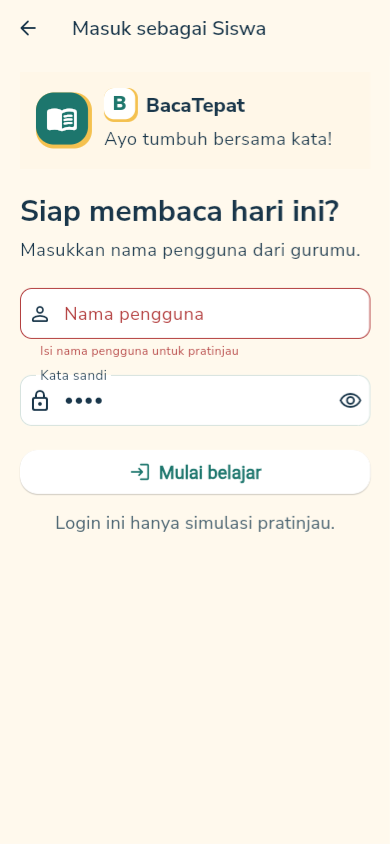 Masuk sebagai Siswa
B BacaTepat
Ayo tumbuh bersama kata!
Siap membaca hari ini?
Masukkan nama pengguna dari gurumu.
Nama pengguna
Isi nama pengguna untuk pratinjau
Kata sandi
••••
Mulai belajar
Login ini hanya simulasi pratinjau.